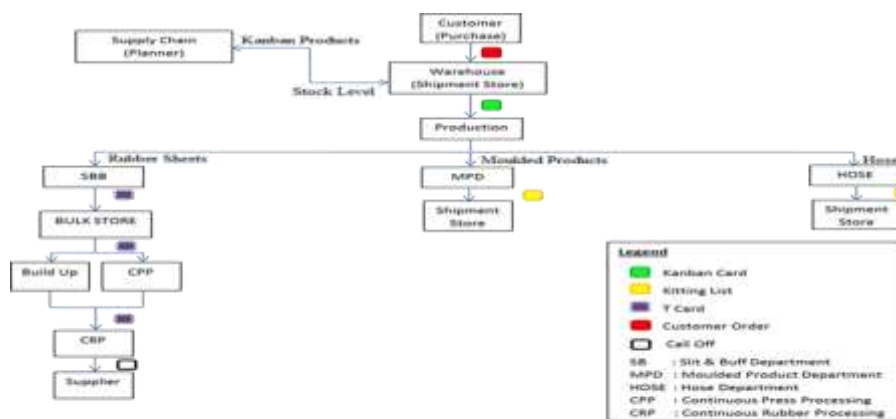 Customer
(Purchase)
Supply Chain
(Planner)
Kanban Products
Warehouse
(Shipment Store)
Stock Level
Production
Rubber Sheets
Moulded Products
Hose
SBB
MPD
HOSE
BULK STORE
Shipment
Store
Shipment
Store
Build Up
CPP
CRP
Supplier
Legend
Kanban Card
Kitting List
T Card
Customer Order
Call Off
SB : Slit & Buff Department
MPD : Moulded Product Department
HOSE : Hose Department
CPP : Continuous Press Processing
CRP : Continuous Rubber Processing